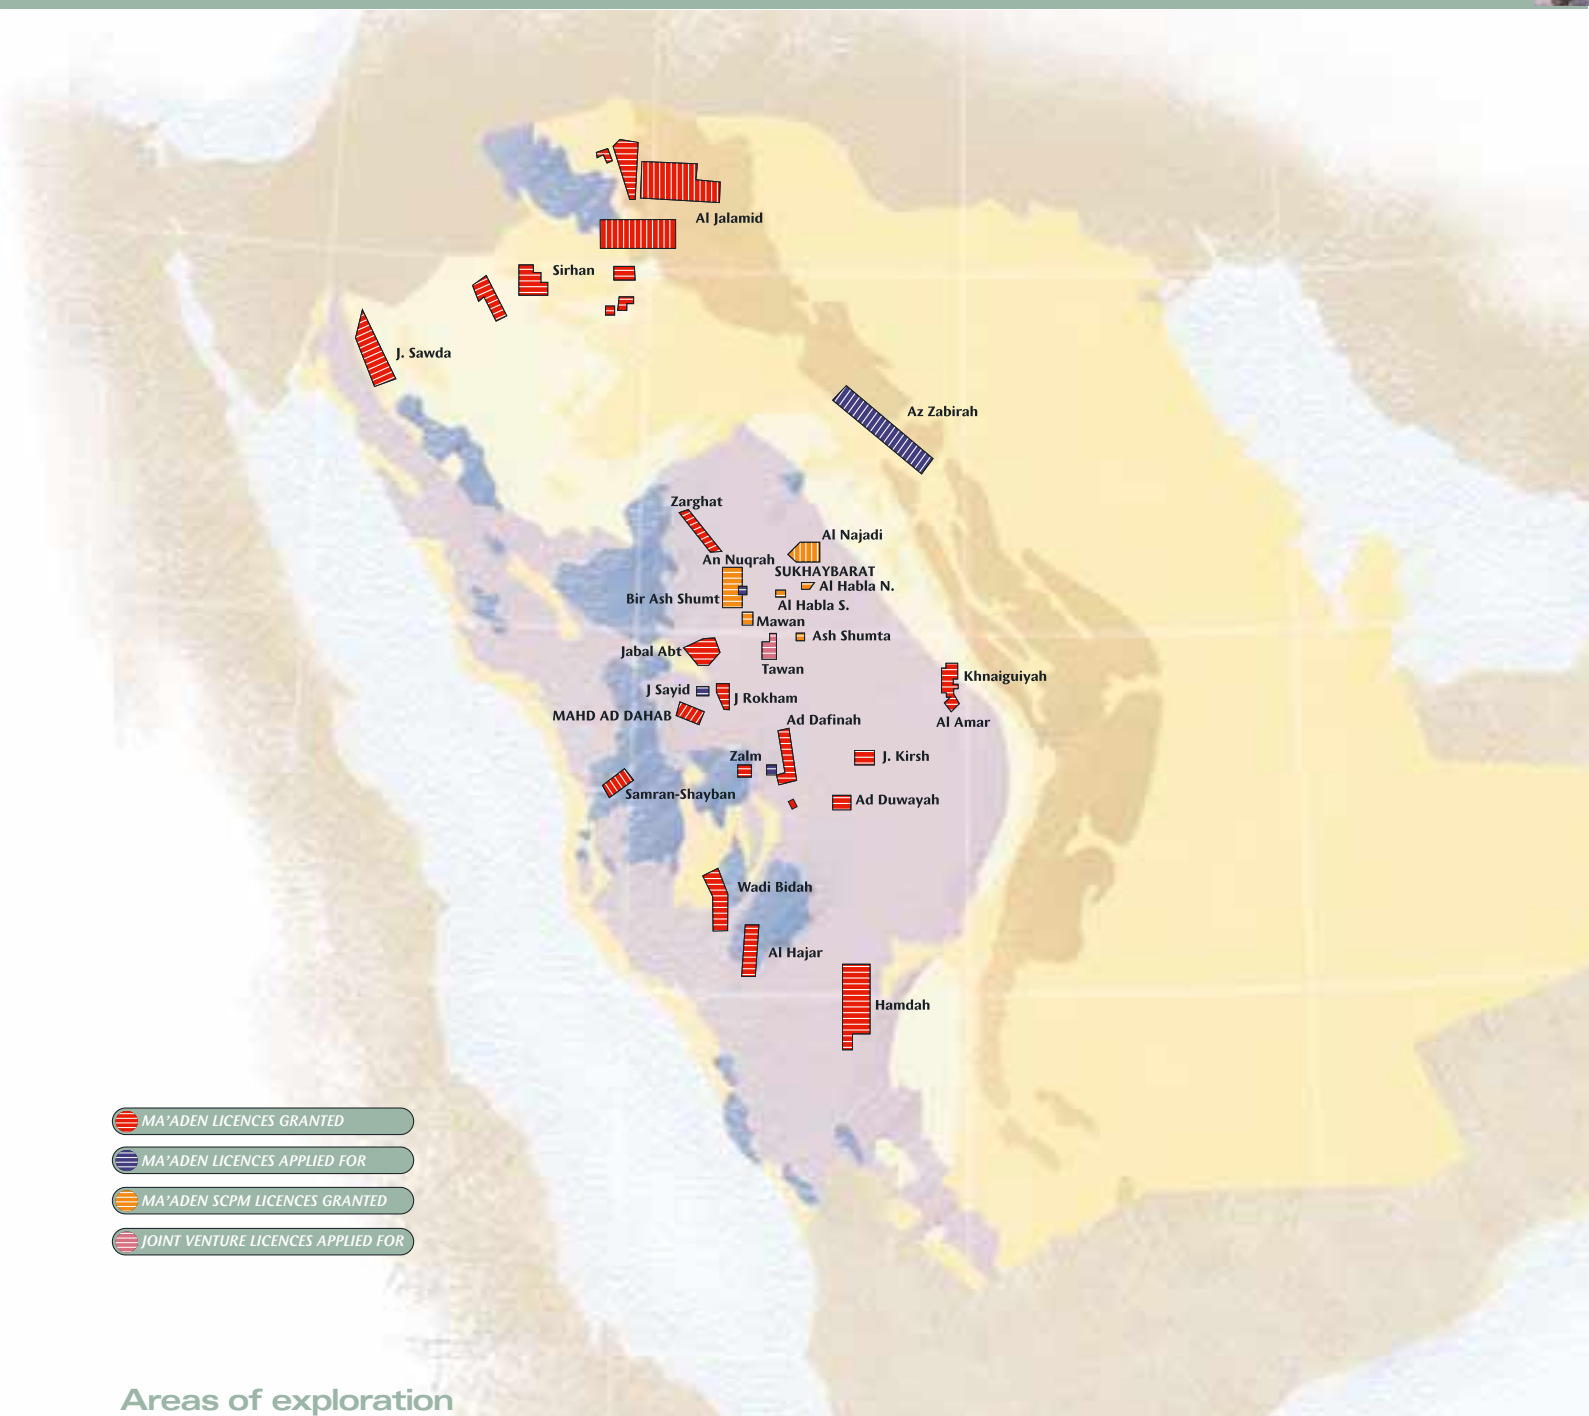 Al Jalamid
Sirhan
J. Sawda
Az Zabirah
Zarghat
Al Najadi
An Nuqrah
SUKHAYBARAT
Al Habla N.
Bir Ash Shumt
Al Habla S.
Mawan
Ash Shumta
Jabal Abt
Tawan
Khnaiguiyah
J Sayid
J Rokham
MAHD AD DAHAB
Ad Dafinah
Al Amar
Zalm
J. Kirsh
Samran-Shayban
Ad Duwayah
Wadi Bidah
Al Hajar
Hamdah
MA'ADEN LICENCES GRANTED
MA'ADEN LICENCES APPLIED FOR
MA'ADEN SCPM LICENCES GRANTED
JOINT VENTURE LICENCES APPLIED FOR
Areas of exploration